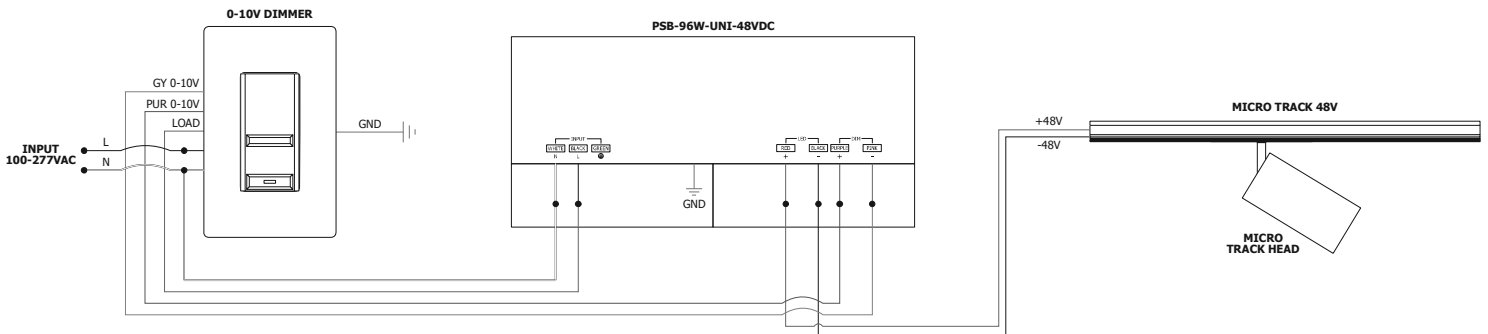 0-10V DIMMER
PSB-96W-UNI-48VDC
GY 0-10V
PUR 0-10V
LOAD
GND
INPUT
100-277VAC
L
N
INPUT
WHITE BLACK GREEN
N L
LED
RED BLACK
+ -
DIM
PURPLE PINK
+ -
GND
MICRO TRACK 48V
+48V
-48V
MICRO
TRACK HEAD